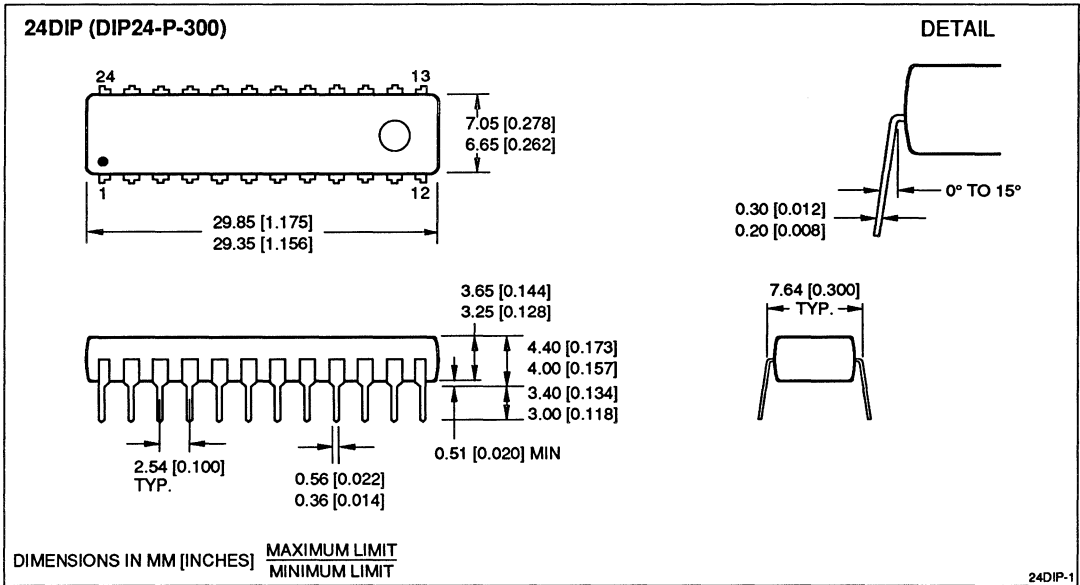 24DIP (DIP24-P-300)
DETAIL
24
13
7.05 [0.278]
6.65 [0.262]
1
12
29.85 [1.175]
29.35 [1.156]
0° TO 15°
0.30 [0.012]
0.20 [0.008]
3.65 [0.144]
3.25 [0.128]
4.40 [0.173]
4.00 [0.157]
3.40 [0.134]
3.00 [0.118]
0.51 [0.020] MIN
2.54 [0.100]
TYP.
0.56 [0.022]
0.36 [0.014]
7.64 [0.300]
TYP.
DIMENSIONS IN MM [INCHES]
MAXIMUM LIMIT
MINIMUM LIMIT
24DIP-1